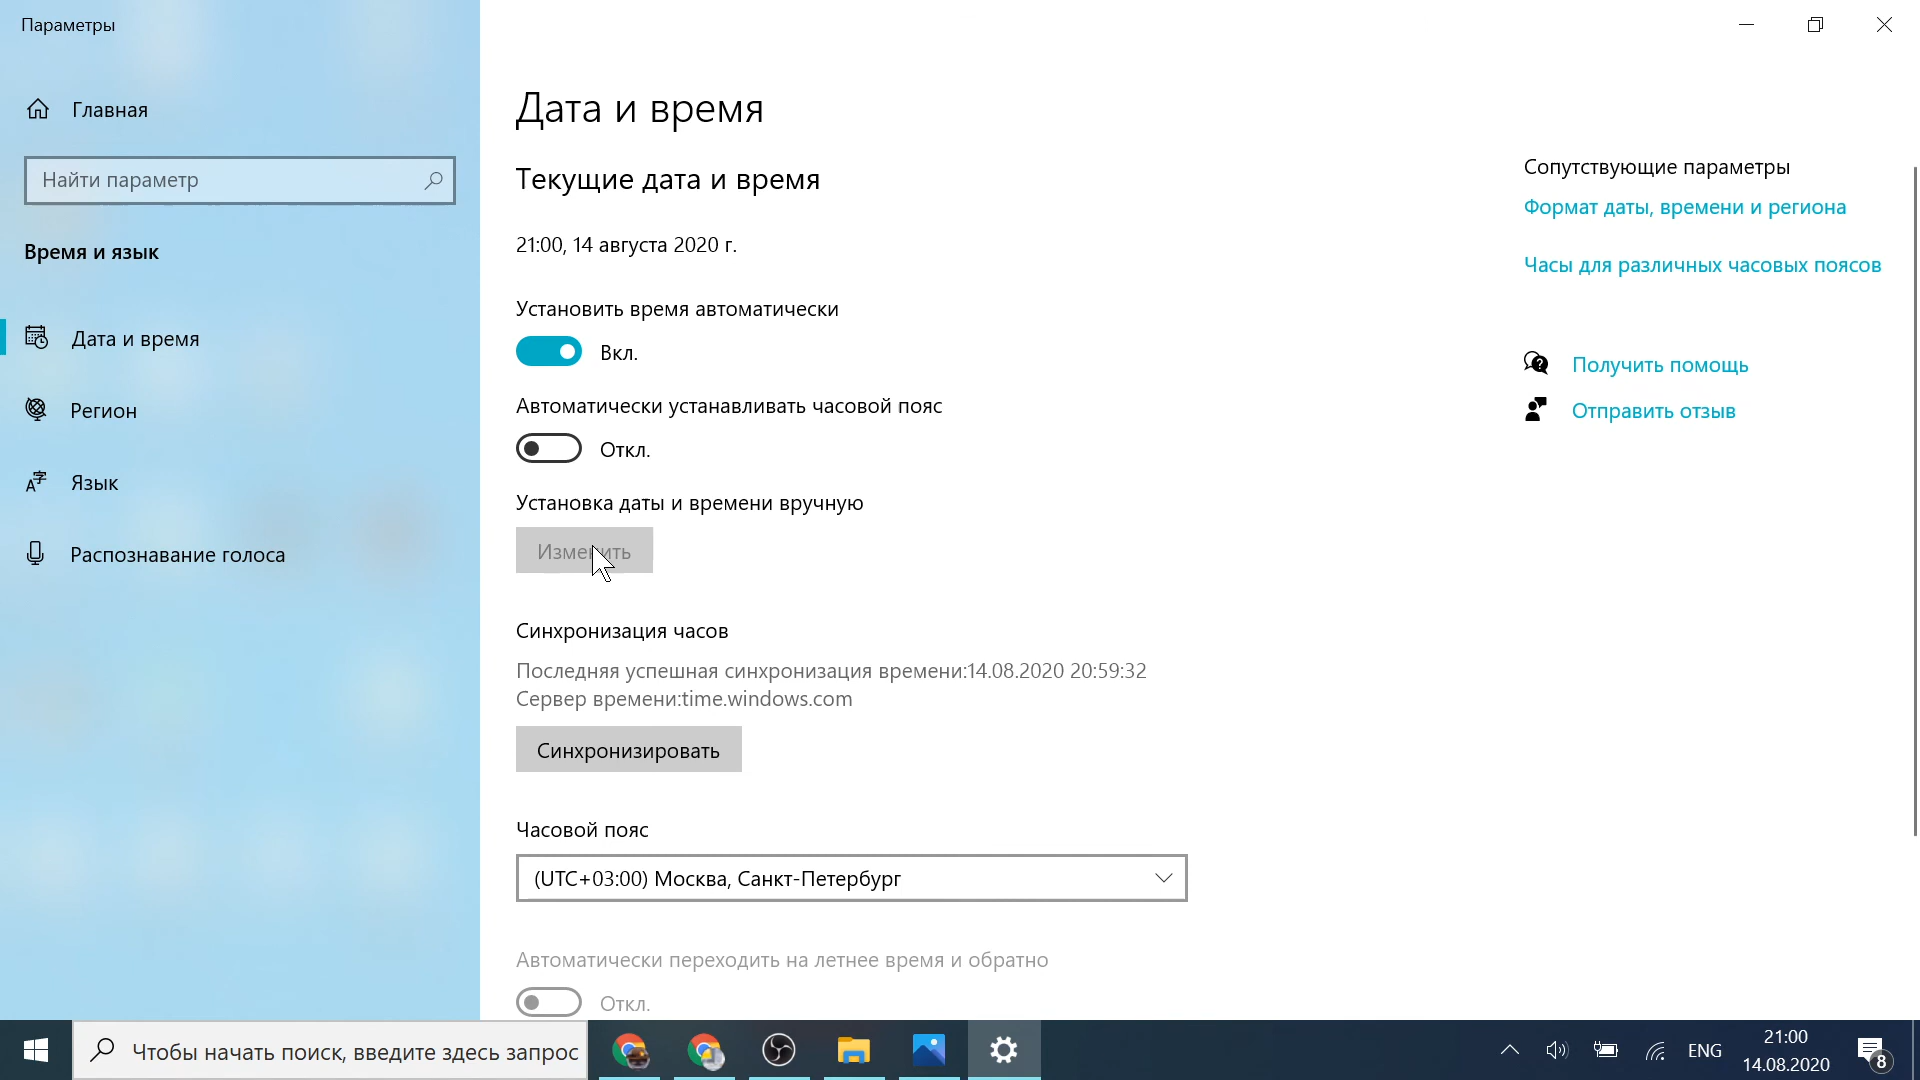 Параметры
Главная
Найти параметр
Время и язык
Дата и время
Регион
Язык
Распознавание голоса
Дата и время
Текущие дата и время
21:00, 14 августа 2020 г.
Установить время автоматически
Вкл.
Автоматически устанавливать часовой пояс
Откл.
Установка даты и времени вручную
Изменить
Синхронизация часов
Последняя успешная синхронизация времени:14.08.2020 20:59:32
Сервер времени:time.windows.com
Синхронизировать
Часовой пояс
(UTC+03:00) Москва, Санкт-Петербург
Автоматически переходить на летнее время и обратно
Откл.
Сопутствующие параметры
Формат даты, времени и региона
Часы для различных часовых поясов
Получить помощь
Отправить отзыв
Чтобы начать поиск, введите здесь запрос
ENG
21:00
14.08.2020
8